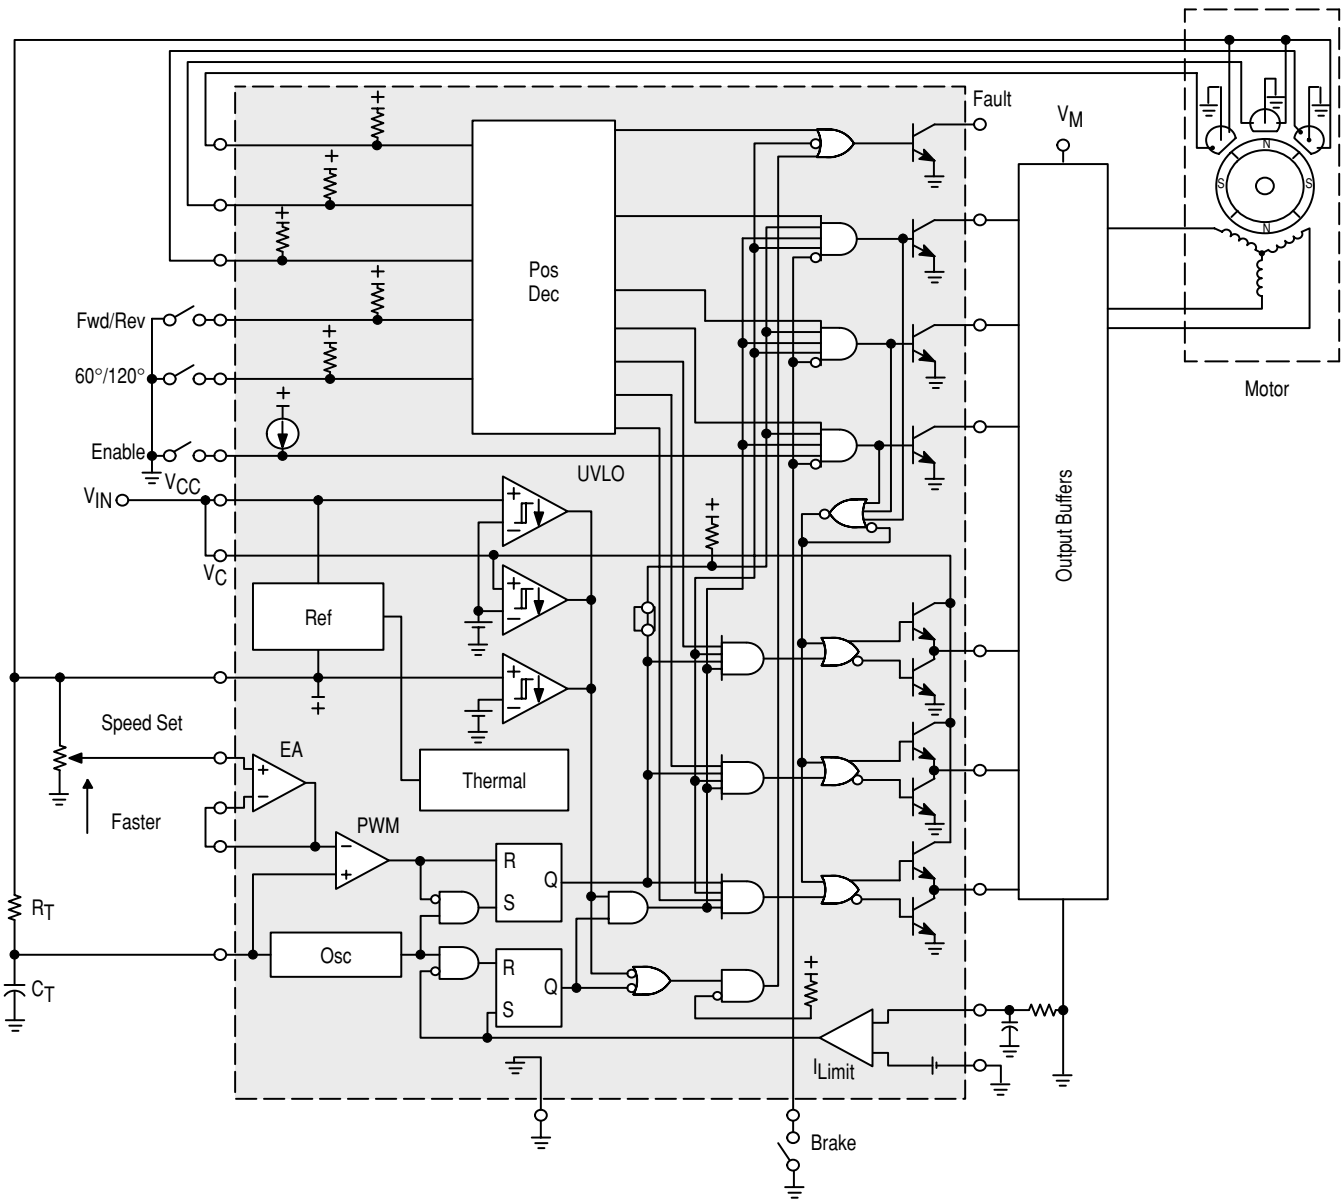 Fault
VM
N
S
S
N
Motor
Pos
Dec
Fwd/Rev
60°/120°
Enable
VCC
VIN
VC
UVLO
Output Buffers
Ref
Speed Set
EA
Thermal
Faster
PWM
R
Q
S
RT
Osc
R
Q
S
CT
ILimit
Brake